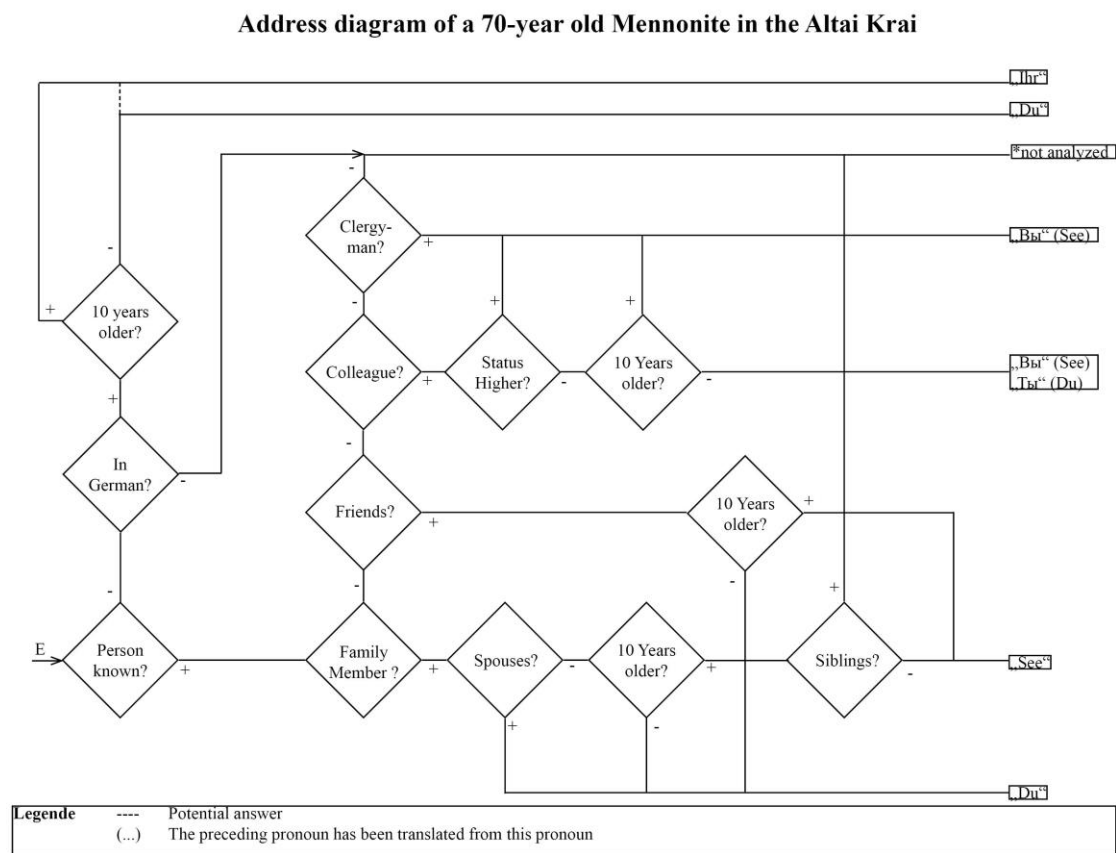 Address diagram of a 70-year old Mennonite in the Altai Krai
„Ihr“
„Du“
*not analyzed
-
Clergy-
man?
+
„Вы“ (See)
-
-
+
+
+
10 years
older?
Colleague?
+
Status
Higher?
-
10 Years
older?
-
„Вы“ (See)
„Ты“ (Du)
+
-
In
German?
-
Friends?
+
10 Years
older?
+
-
-
-
+
E
Person
known?
+
Family
Member ?
+
Spouses?
-
10 Years
older?
+
Siblings?
-
„See“
+
-
„Du“
Legende
---- Potential answer
(...) The preceding pronoun has been translated from this pronoun